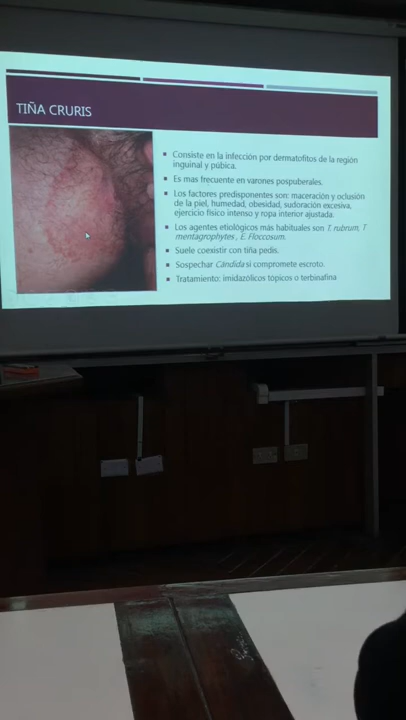 TIÑA CRURIS
Consiste en la infección por dermatofitos de la región
inguinal y púbica.
Es mas frecuente en varones pospuberales.
Los factores predisponentes son: maceración y oclusión
de la piel, humedad, obesidad, sudoración excesiva,
ejercicio físico intenso y ropa interior ajustada.
Los agentes etiológicos más habituales son T. rubrum, T
mentagrophytes , E. Floccosum.
Suele coexistir con tiña pedis.
Sospechar Cándida si compromete escroto.
Tratamiento: imidazólicos tópicos o terbinafina